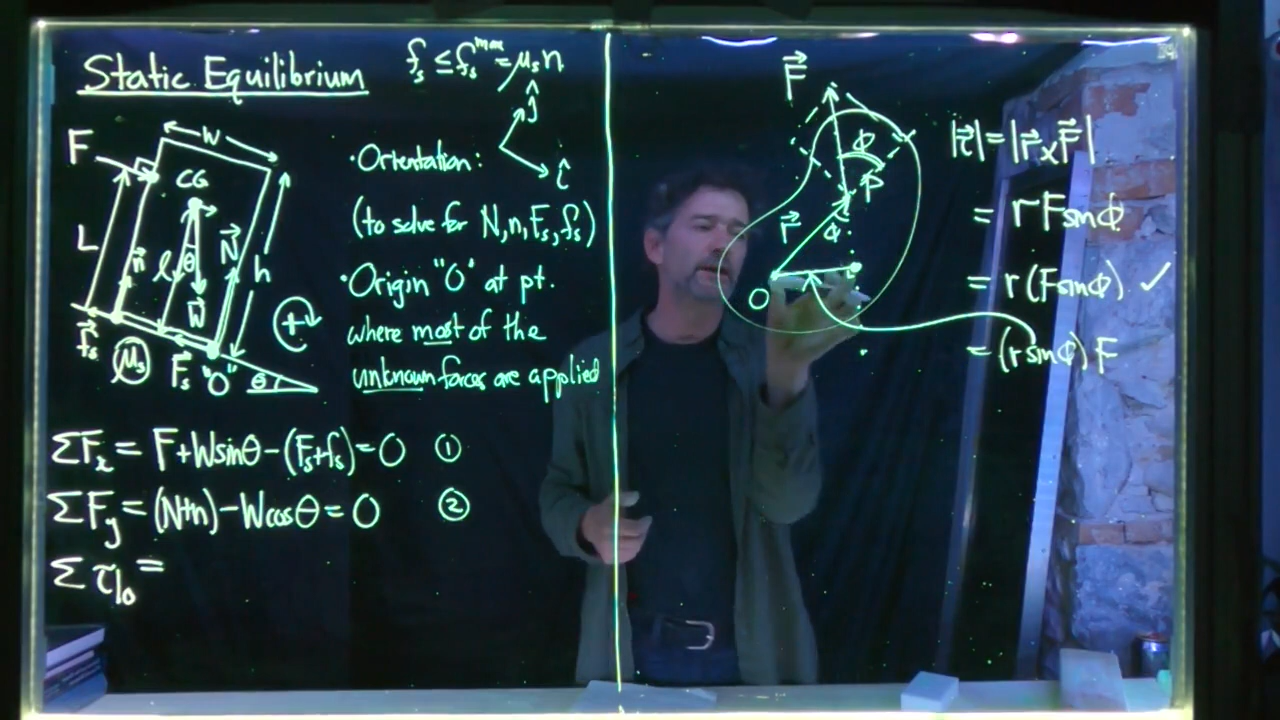 Static Equilibrium
f_s ≤ f_s^max = μ_s n
ĵ
î
F
w
CG
L
n⃗
l
θ
N⃗
h
W⃗
+
f⃗_s
μ_s
F⃗_s
"O"
θ
·Orientation:
(to solve for N, n, F_s, f_s)
·Origin "O" at pt.
where most of the
unknown forces are applied
ΣF_x = F + W sinθ - (F_s + f_s) = 0 ①
ΣF_y = (N + n) - W cosθ = 0 ②
Στ|_o =
F⃗
φ
P
r⃗
φ
O
|τ⃗| = |r⃗ x F⃗|
= r F sinφ
= r (F sinφ) ✓
= (r sinφ) F